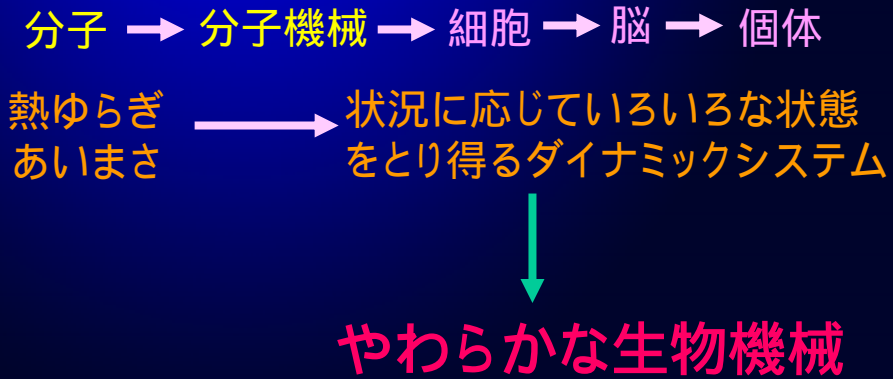 分子 → 分子機械 → 細胞 → 脳 → 個体
熱ゆらぎ → 状況に応じていろいろな状態
あいまさ をとり得るダイナミックシステム
やわらかな生物機械